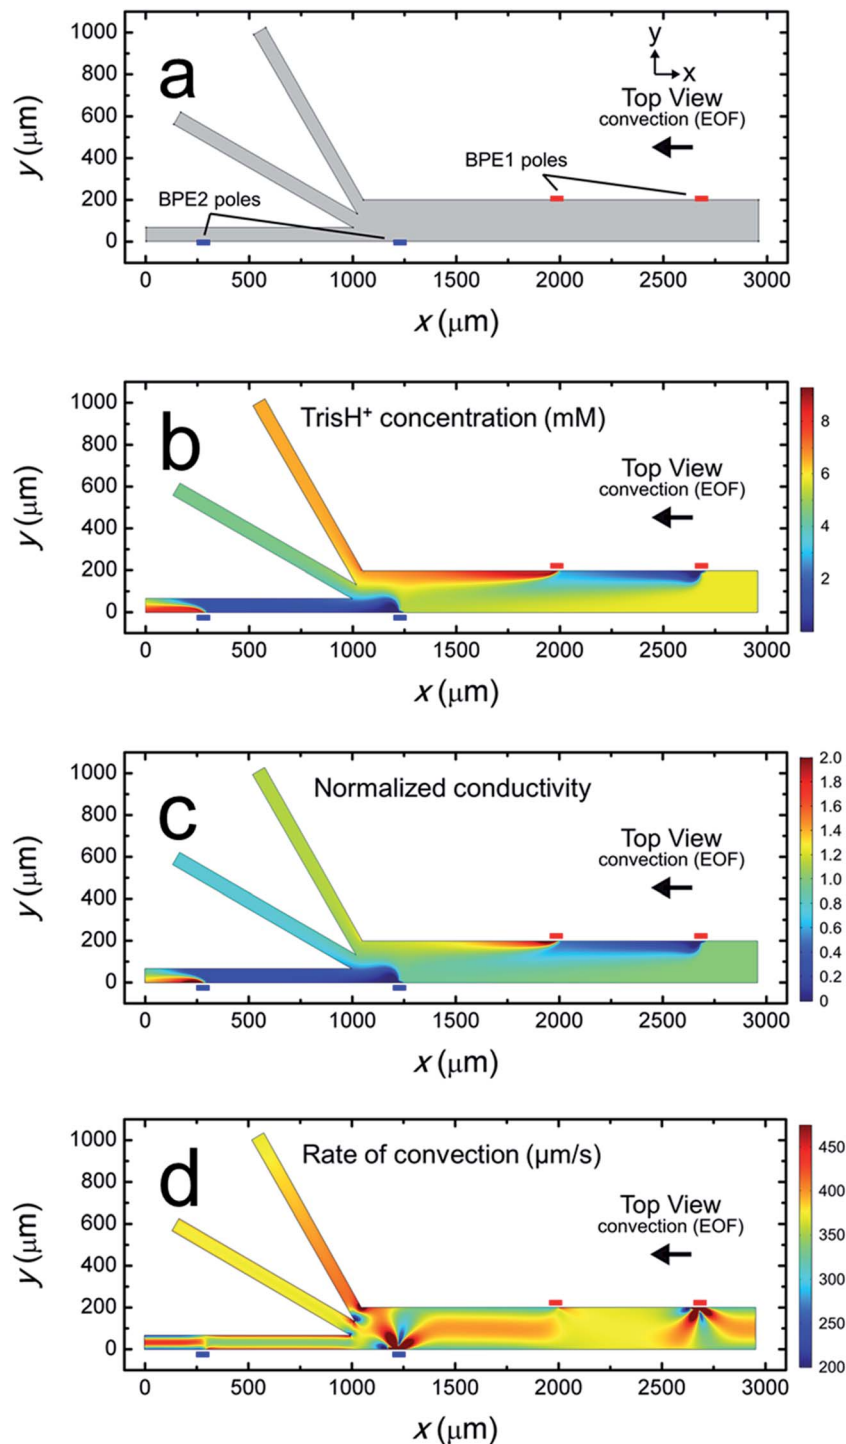 1000
800
600
400
200
0
y (μm)
a
y
x
Top View
convection (EOF)
BPE1 poles
BPE2 poles
0 500 1000 1500 2000 2500 3000
x (μm)
1000
800
600
400
200
0
y (μm)
b
TrisH⁺ concentration (mM)
Top View
convection (EOF)
8
6
4
2
0 500 1000 1500 2000 2500 3000
x (μm)
1000
800
600
400
200
0
y (μm)
c
Normalized conductivity
Top View
convection (EOF)
2.0
1.8
1.6
1.4
1.2
1.0
0.8
0.6
0.4
0.2
0
0 500 1000 1500 2000 2500 3000
x (μm)
1000
800
600
400
200
0
y (μm)
d
Rate of convection (μm/s)
Top View
convection (EOF)
450
400
350
300
250
200
0 500 1000 1500 2000 2500 3000
x (μm)